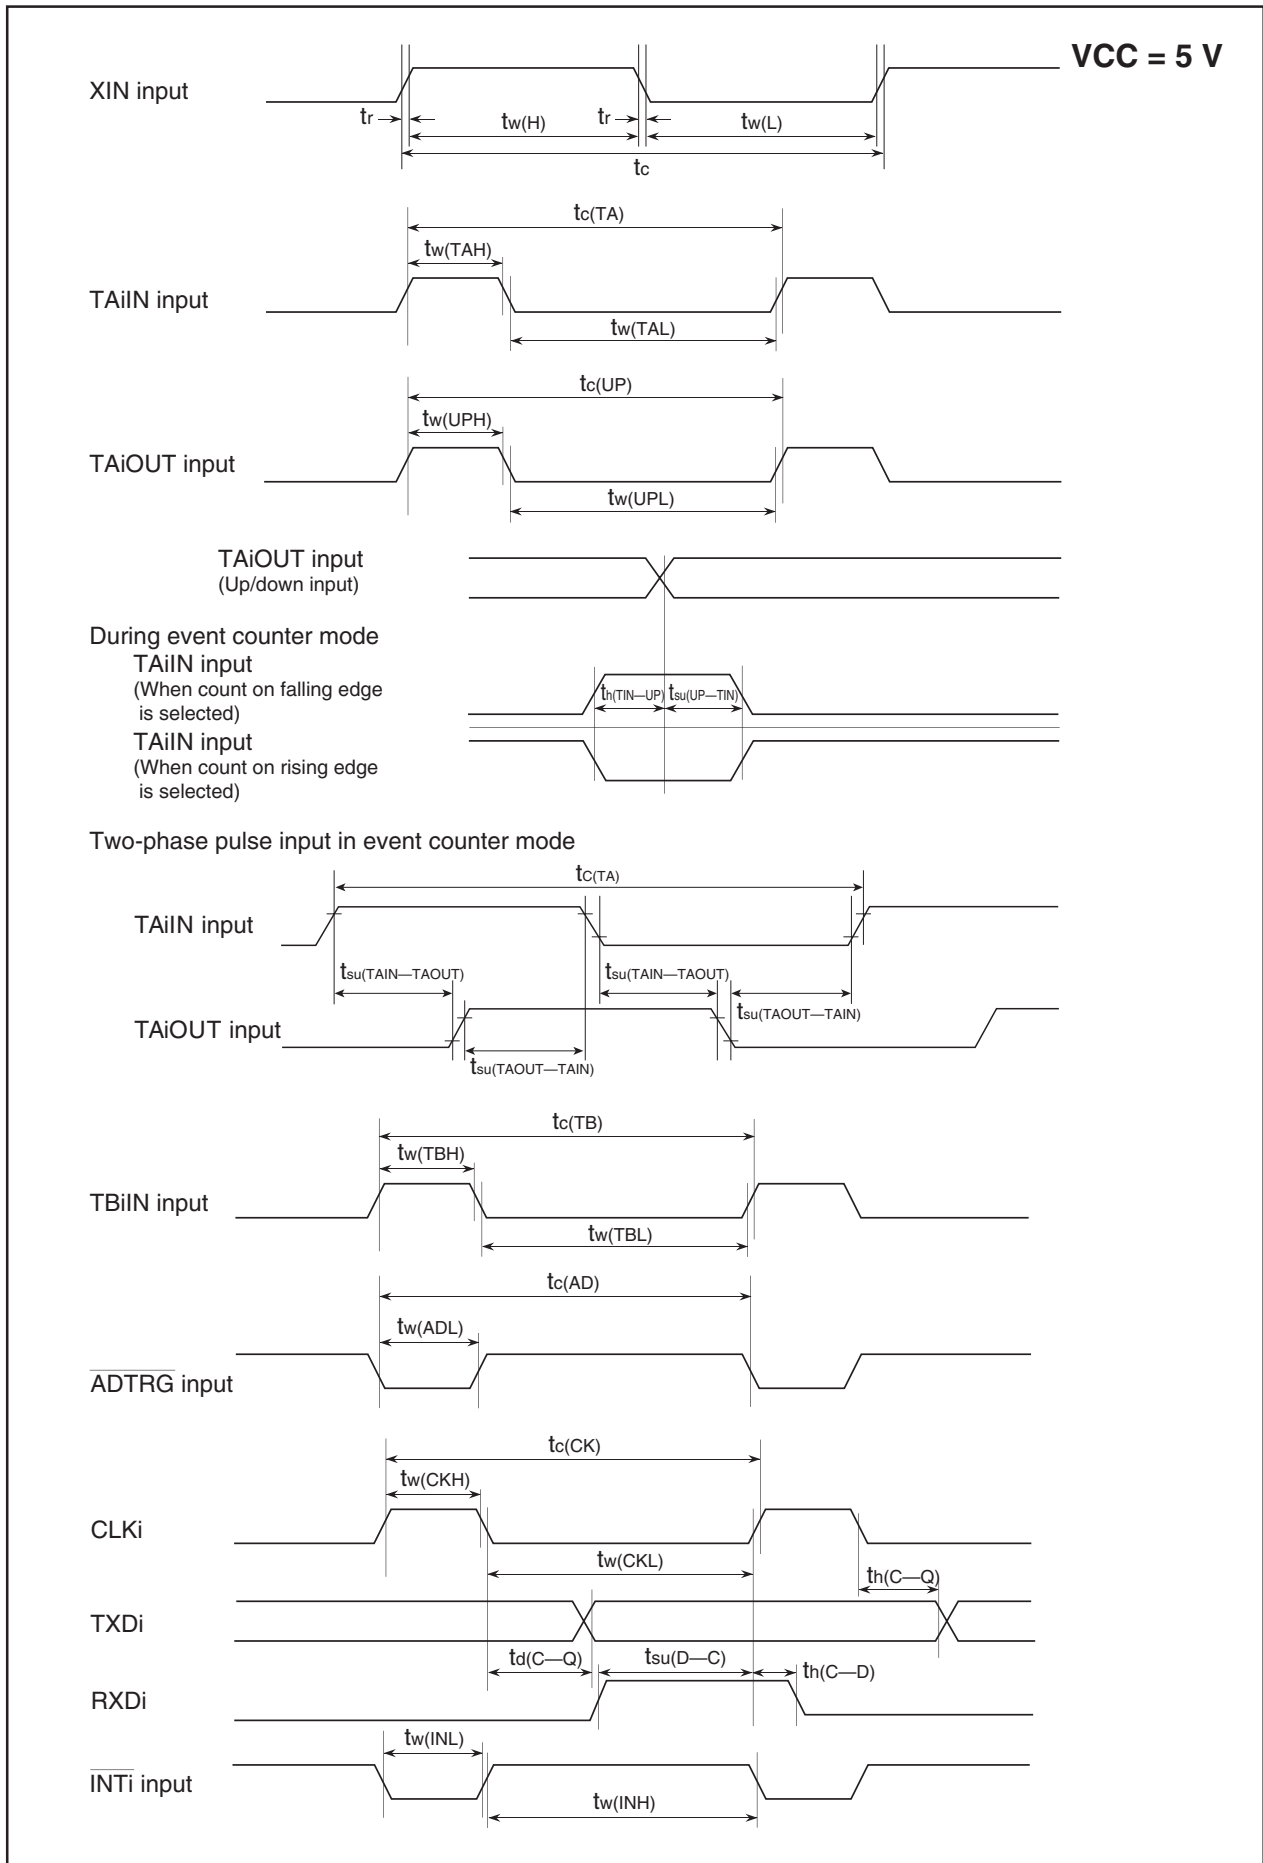 VCC = 5 V
XIN input
tr
tw(H)
tr
tw(L)
tc
tc(TA)
tw(TAH)
TAiIN input
tw(TAL)
tc(UP)
tw(UPH)
TAiOUT input
tw(UPL)
TAiOUT input
(Up/down input)
During event counter mode
TAiIN input
(When count on falling edge
is selected)
th(TIN—UP)
tsu(UP—TIN)
TAiIN input
(When count on rising edge
is selected)
Two-phase pulse input in event counter mode
tC(TA)
TAiIN input
tsu(TAIN—TAOUT)
tsu(TAIN—TAOUT)
tsu(TAOUT—TAIN)
TAiOUT input
tsu(TAOUT—TAIN)
tc(TB)
tw(TBH)
TBiIN input
tw(TBL)
tc(AD)
tw(ADL)
ADTRG input
tc(CK)
tw(CKH)
CLKi
tw(CKL)
th(C—Q)
TXDi
td(C—Q)
tsu(D—C)
th(C—D)
RXDi
tw(INL)
INTi input
tw(INH)